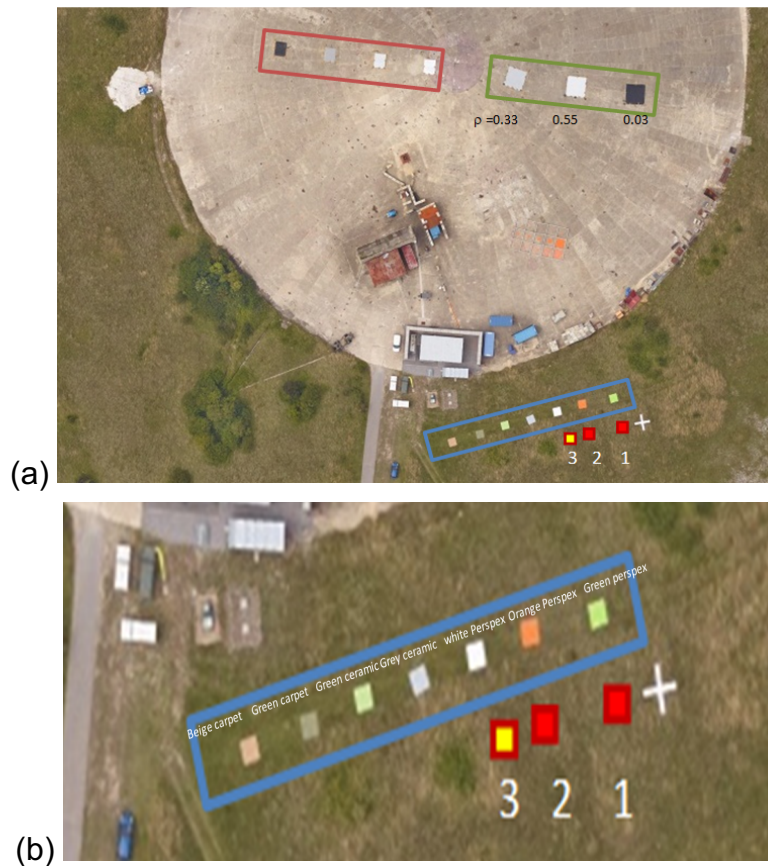 ρ =0.33 0.55 0.03
3 2 1
(a)
Beige carpet Green carpet Green ceramic Grey ceramic white Perspex Orange Perspex Green perspex
3 2 1
(b)